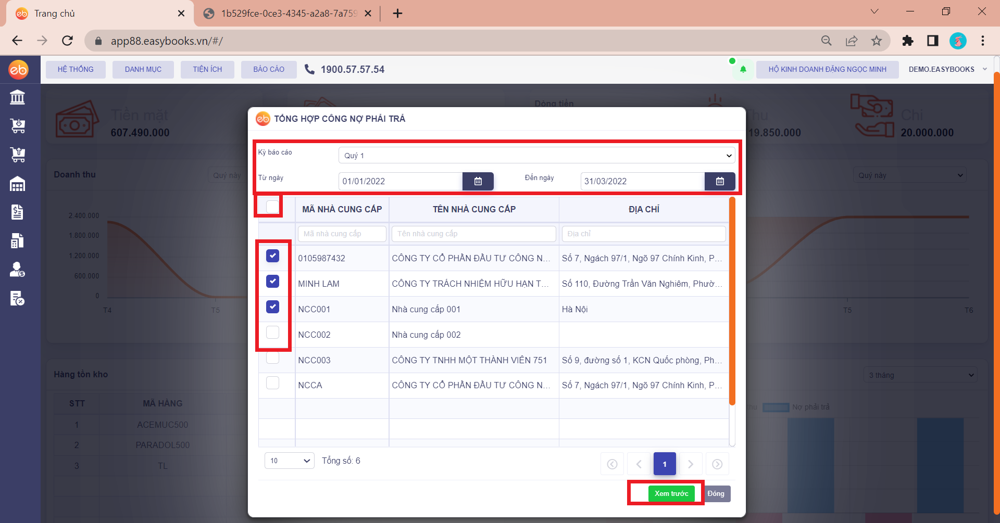 Trang chủ
1b529fce-0ce3-4345-a2a8-7a759
app88.easybooks.vn/#/
eb
HỆ THỐNG
DANH MỤC
TIỆN ÍCH
BÁO CÁO
1900.57.57.54
HỘ KINH DOANH ĐẶNG NGỌC MINH
DEMO.EASYBOOKS
Tiền mặt
607.490.000
Dòng tiền
Thu
19.850.000
Chi
20.000.000
Doanh thu
Quý này
Quý này
2.400.000
1.800.000
1.200.000
600.000
0
T4
T5
T5
T6
Hàng tồn kho
3 tháng
STT
MÃ HÀNG
1
ACEMUC500
2
PARADOL500
3
TL
thu
Nợ phải trả
eb
TỔNG HỢP CÔNG NỢ PHẢI TRẢ
Kỳ báo cáo
Quý 1
Từ ngày
01/01/2022
Đến ngày
31/03/2022
MÃ NHÀ CUNG CẤP
TÊN NHÀ CUNG CẤP
ĐỊA CHỈ
Mã nhà cung cấp
Tên nhà cung cấp
Địa chỉ
0105987432
CÔNG TY CỔ PHẦN ĐẦU TƯ CÔNG N...
Số 7, Ngách 97/1, Ngõ 97 Chính Kinh, P...
MINH LAM
CÔNG TY TRÁCH NHIỆM HỮU HẠN T...
Số 110, Đường Trần Văn Nghiêm, Phườ...
NCC001
Nhà cung cấp 001
Hà Nội
NCC002
Nhà cung cấp 002
NCC003
CÔNG TY TNHH MỘT THÀNH VIÊN 751
Số 9, đường số 1, KCN Quốc phòng, Ph...
NCCA
CÔNG TY CỔ PHẦN ĐẦU TƯ CÔNG N...
Số 7, Ngách 97/1, Ngõ 97 Chính Kinh, P...
10
Tổng số: 6
1
Xem trước
Đóng